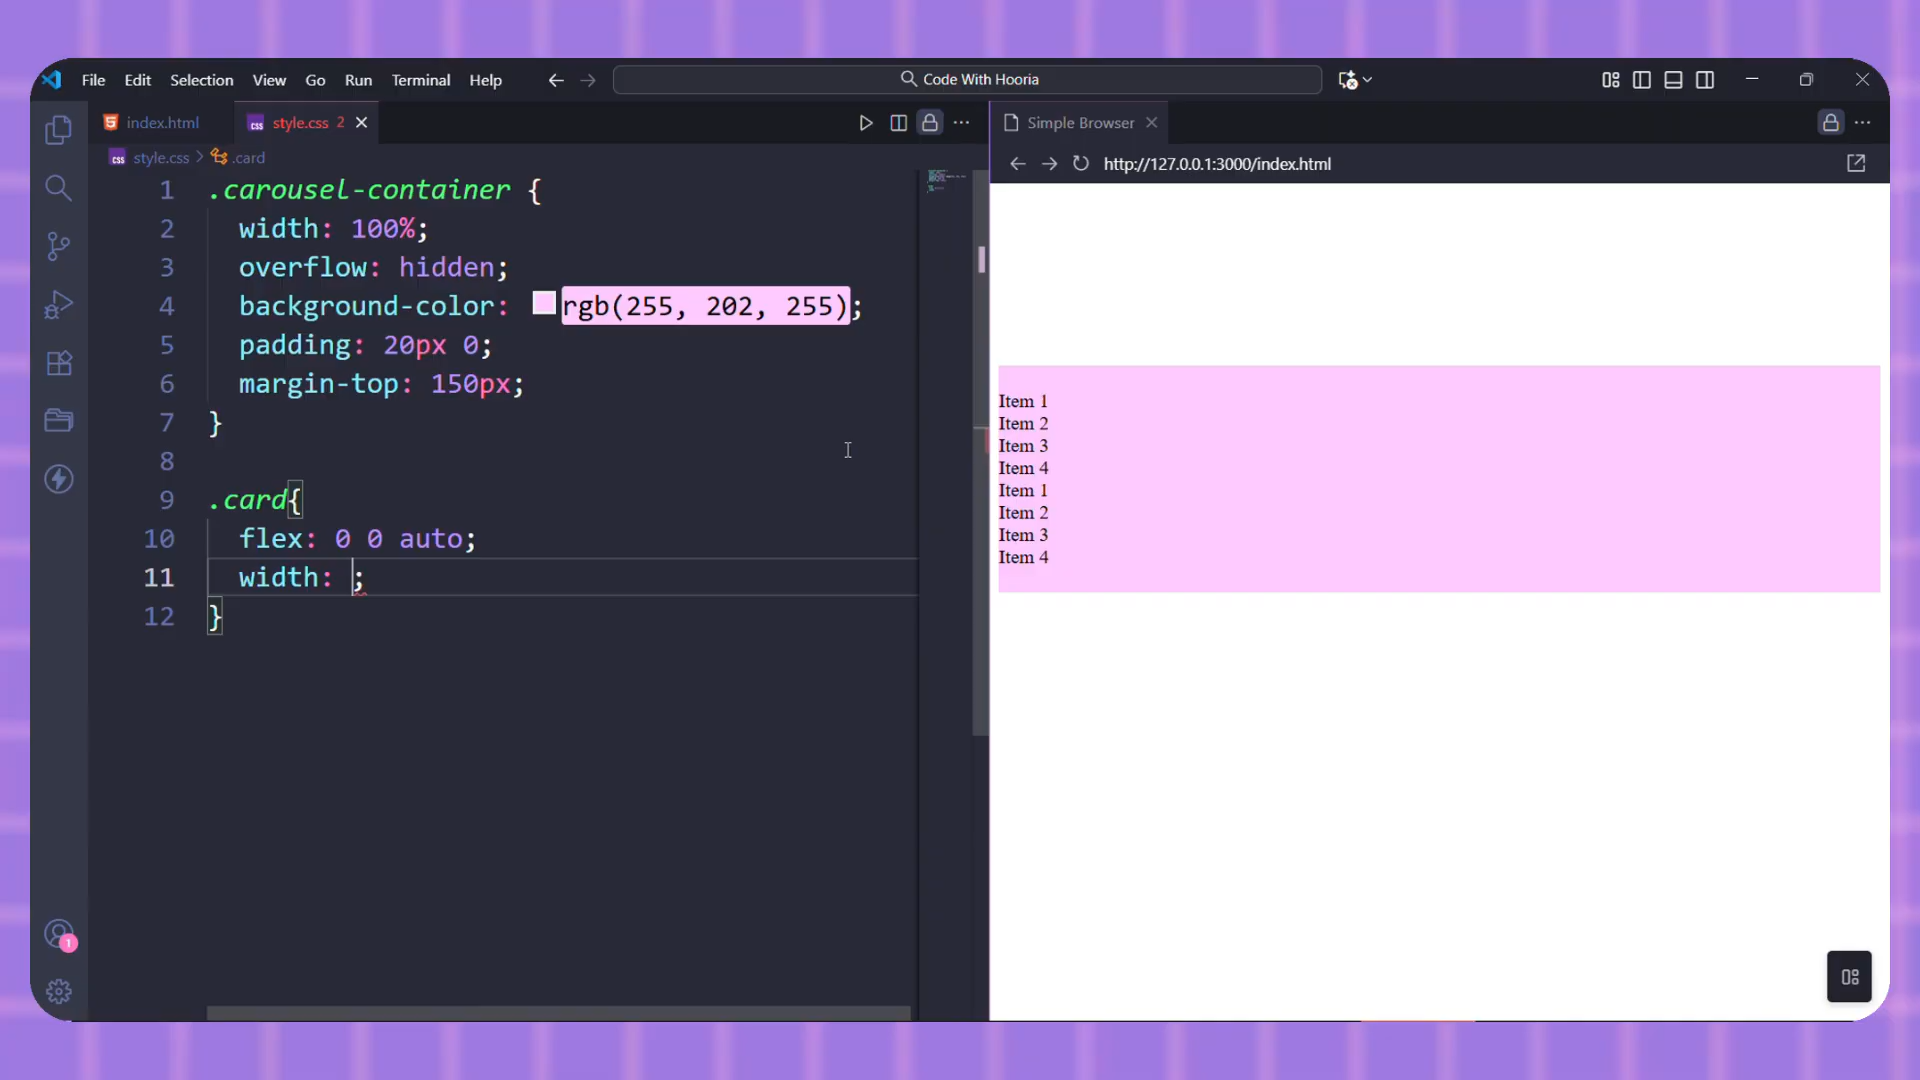 File Edit Selection View Go Run Terminal Help
Code With Hooria
index.html
style.css 2
style.css > .card
1 .carousel-container {
2 width: 100%;
3 overflow: hidden;
4 background-color: rgb(255, 202, 255);
5 padding: 20px 0;
6 margin-top: 150px;
7 }
8
9 .card{
10 flex: 0 0 auto;
11 width: ;
12 }
1
Simple Browser
http://127.0.0.1:3000/index.html
Item 1
Item 2
Item 3
Item 4
Item 1
Item 2
Item 3
Item 4